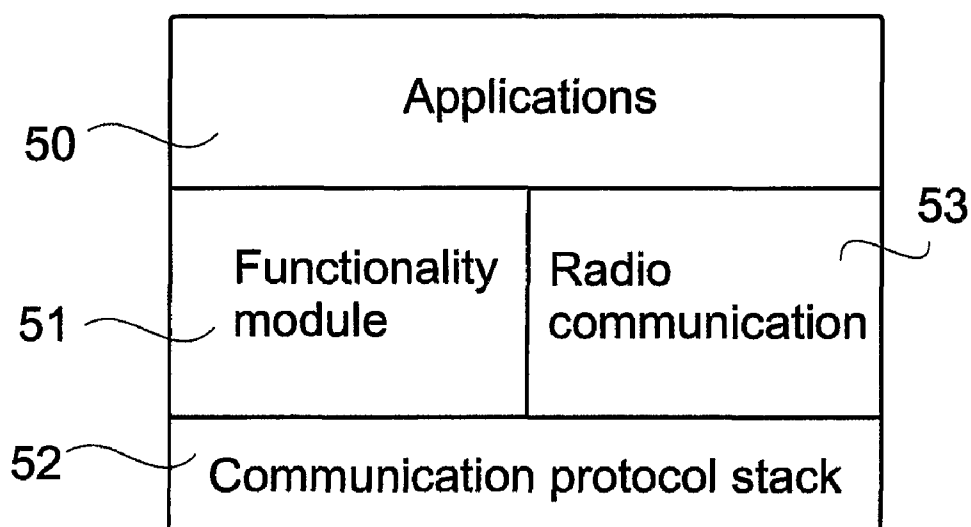 Applications
50
53
Functionality
module
Radio
communication
51
52
Communication protocol stack